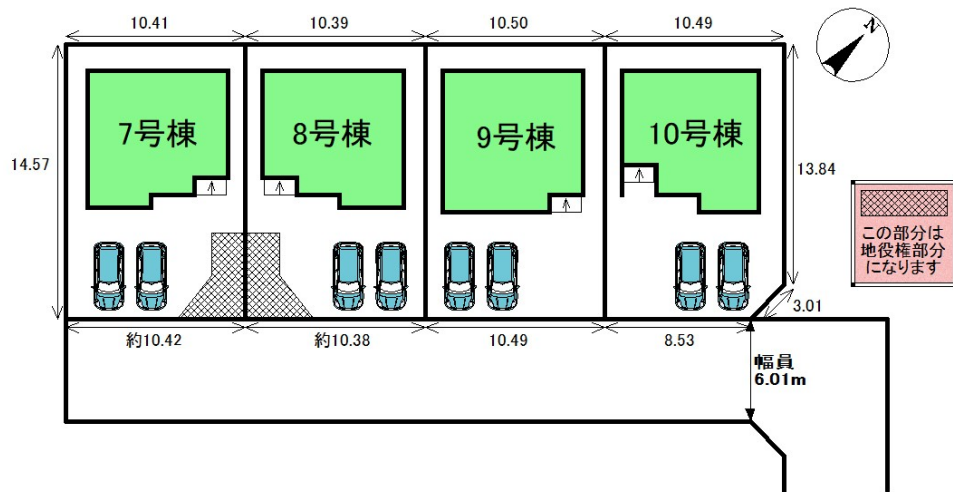 10.41
10.39
10.50
10.49
N
7号棟
8号棟
9号棟
10号棟
14.57
13.84
この部分は
地役権部分
になります
3.01
約10.42
約10.38
10.49
8.53
幅員
6.01m